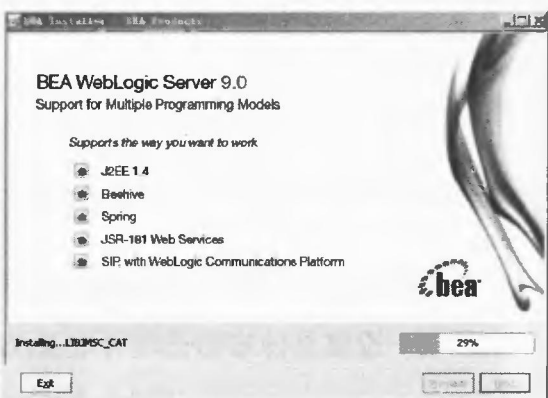 BEA WebLogic Server 9.0
Support for Multiple Programming Models
Supports the way you want to work
J2EE 1.4
Beehive
Spring
JSR-181 Web Services
SIP, with WebLogic Communications Platform
bea
Installing...
29%
Exit